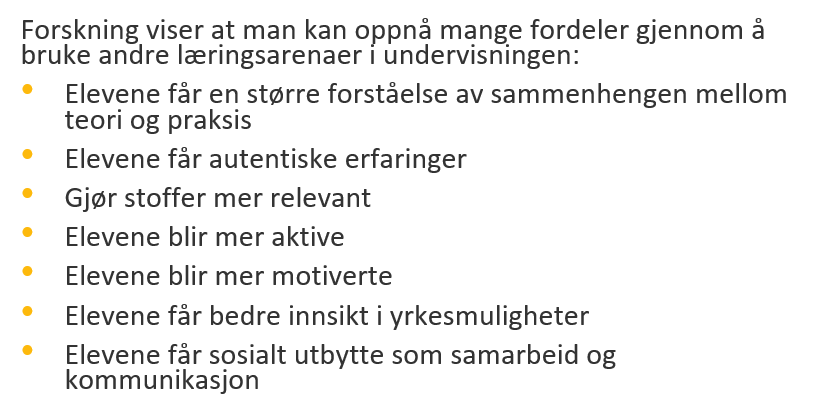 Forskning viser at man kan oppnå mange fordeler gjennom å
bruke andre læringsarenaer i undervisningen:
• Elevene får en større forståelse av sammenhengen mellom
teori og praksis
• Elevene får autentiske erfaringer
• Gjør stoffer mer relevant
• Elevene blir mer aktive
• Elevene blir mer motiverte
• Elevene får bedre innsikt i yrkesmuligheter
• Elevene får sosialt utbytte som samarbeid og
kommunikasjon